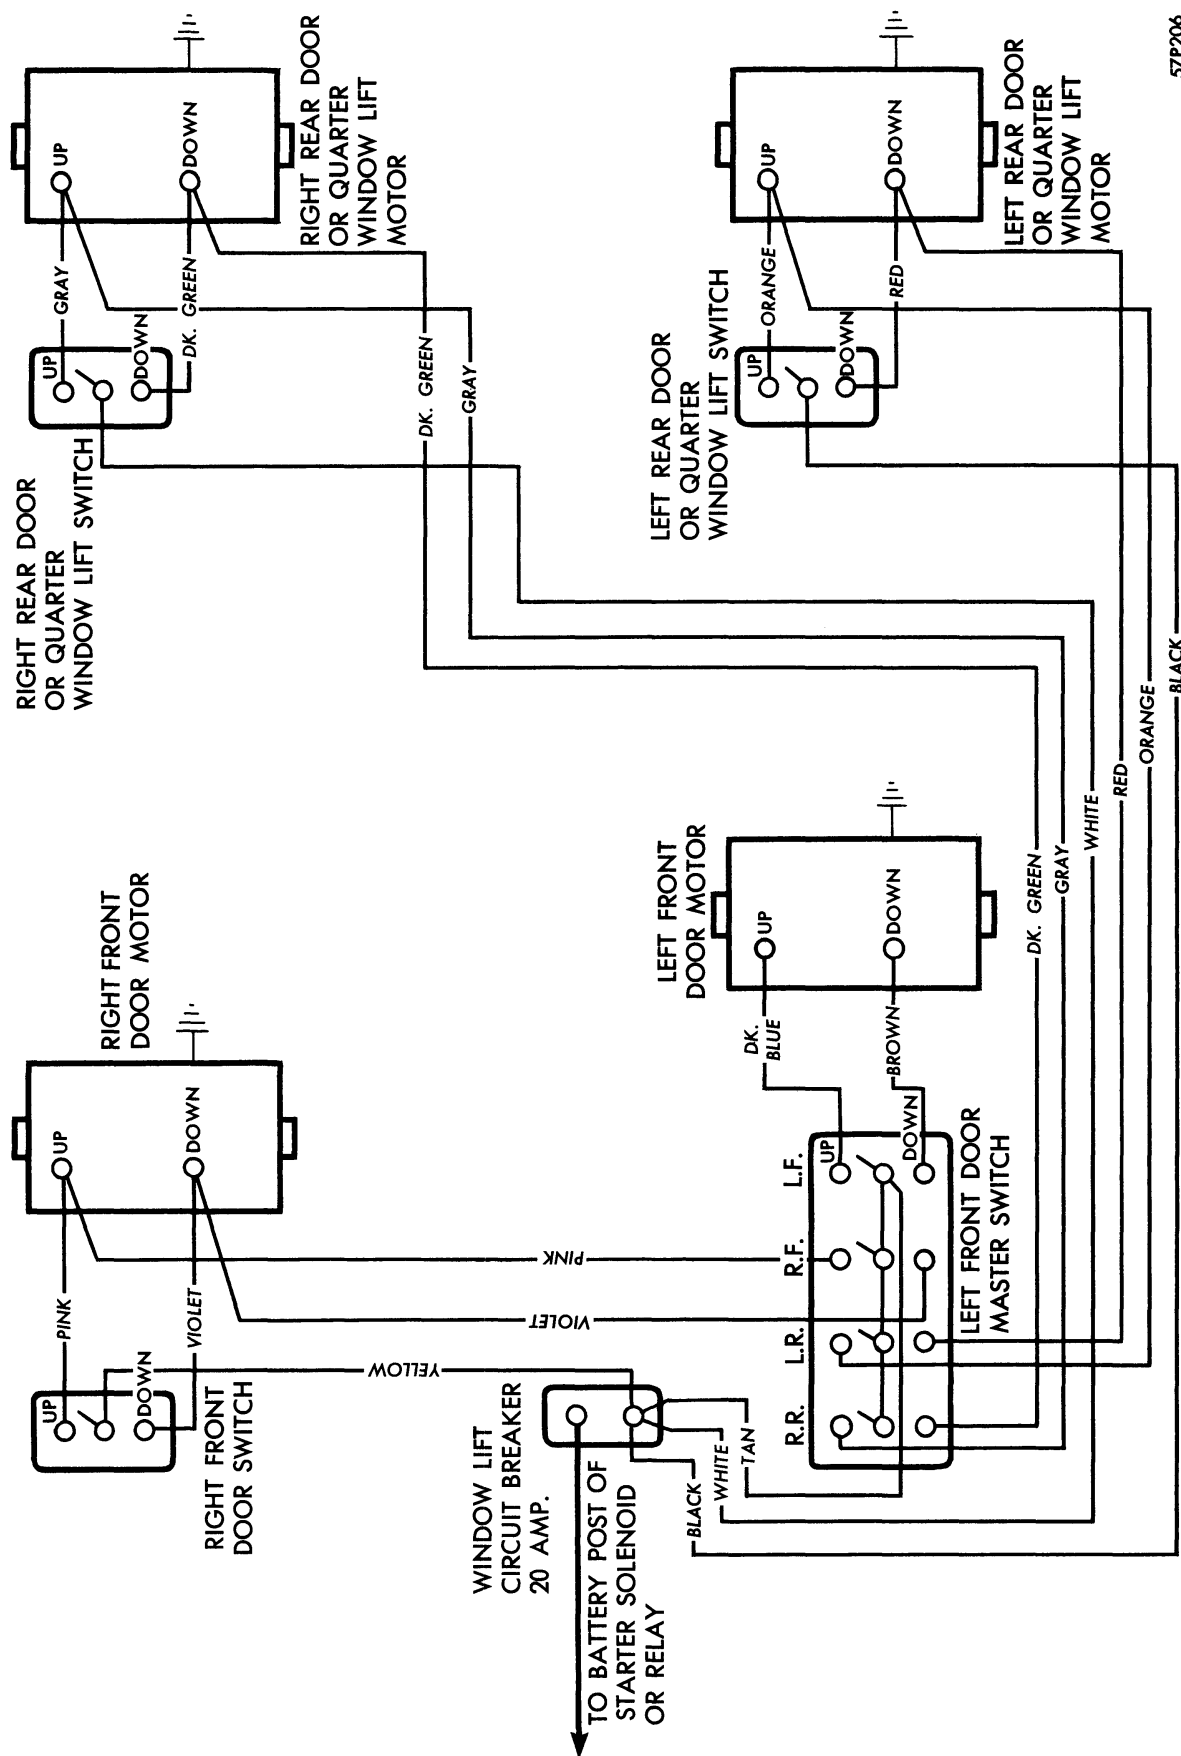 57P206
RIGHT REAR DOOR
OR QUARTER
WINDOW LIFT
MOTOR
UP
DOWN
GRAY
DK. GREEN
UP
DOWN
RIGHT REAR DOOR
OR QUARTER
WINDOW LIFT SWITCH
DK. GREEN
GRAY
LEFT REAR DOOR
OR QUARTER
WINDOW LIFT
MOTOR
UP
DOWN
ORANGE
RED
UP
DOWN
LEFT REAR DOOR
OR QUARTER
WINDOW LIFT SWITCH
RIGHT FRONT
DOOR MOTOR
UP
DOWN
PINK
VIOLET
UP
DOWN
RIGHT FRONT
DOOR SWITCH
PINK
VIOLET
YELLOW
LEFT FRONT
DOOR MOTOR
UP
DOWN
DK.
BLUE
BROWN
UP
DOWN
L.F.
R.F.
L.R.
R.R.
LEFT FRONT DOOR
MASTER SWITCH
DK. GREEN
GRAY
WHITE
RED
ORANGE
BLACK
WINDOW LIFT
CIRCUIT BREAKER
20 AMP.
TAN
WHITE
BLACK
TO BATTERY POST OF
STARTER SOLENOID
OR RELAY